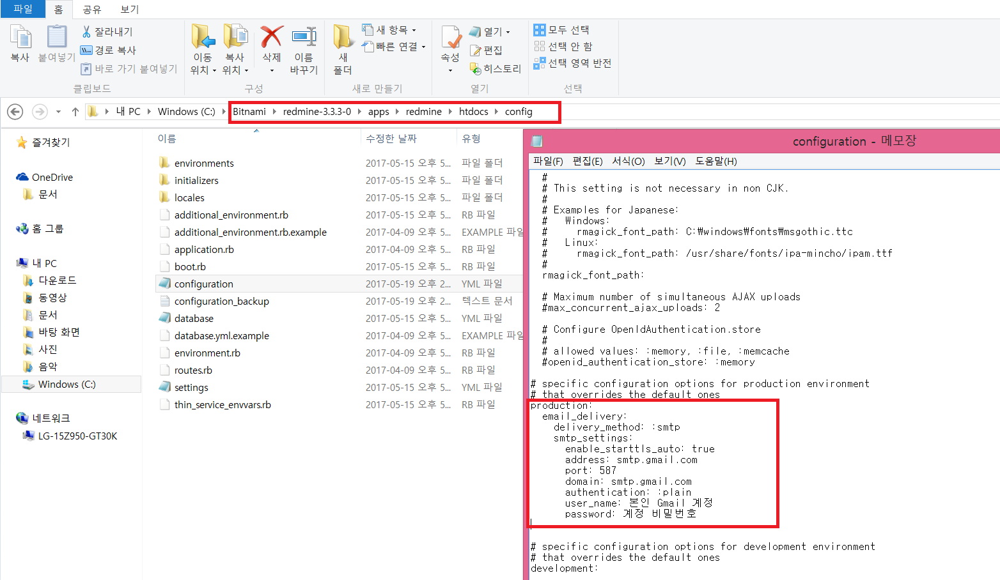 파일 홈 공유 보기
복사
붙여넣기
잘라내기
경로 복사
바로 가기 붙여넣기
클립보드
이동 위치
복사 위치
삭제
이름 바꾸기
구성
새 폴더
새 항목
빠른 연결
새로 만들기
속성
열기
편집
히스토리
열기
모두 선택
선택 안 함
선택 영역 반전
선택
내 PC Windows (C:) Bitnami redmine-3.3.3-0 apps redmine htdocs config
즐겨찾기
OneDrive
문서
홈 그룹
내 PC
다운로드
동영상
문서
바탕 화면
사진
음악
Windows (C:)
네트워크
LG-15Z950-GT30K
이름 수정한 날짜 유형
environments 2017-05-15 오후 5... 파일 폴더
initializers 2017-05-15 오후 5... 파일 폴더
locales 2017-05-15 오후 5... 파일 폴더
additional_environment.rb 2017-05-15 오후 5... RB 파일
additional_environment.rb.example 2017-04-09 오후 5... EXAMPLE 파일
application.rb 2017-04-09 오후 5... RB 파일
boot.rb 2017-05-15 오후 5... RB 파일
configuration 2017-05-19 오후 2... YML 파일
configuration_backup 2017-05-19 오후 2... 텍스트 문서
database 2017-05-15 오후 5... YML 파일
database.yml.example 2017-04-09 오후 5... EXAMPLE 파일
environment.rb 2017-04-09 오후 5... RB 파일
routes.rb 2017-04-09 오후 5... RB 파일
settings 2017-05-15 오후 5... YML 파일
thin_service_envvars.rb 2017-05-15 오후 5... RB 파일
configuration - 메모장
파일(F) 편집(E) 서식(O) 보기(V) 도움말(H)
#
# This setting is not necessary in non CJK.
#
# Examples for Japanese:
# Windows:
# rmagick_font_path: C:₩windows₩fonts₩msgothic.ttc
# Linux:
# rmagick_font_path: /usr/share/fonts/ipa-mincho/ipam.ttf
#
rmagick_font_path:
# Maximum number of simultaneous AJAX uploads
#max_concurrent_ajax_uploads: 2
# Configure OpenIdAuthentication.store
#
# allowed values: :memory, :file, :memcache
#openid_authentication_store: :memory
# specific configuration options for production environment
# that overrides the default ones
production:
email_delivery:
delivery_method: :smtp
smtp_settings:
enable_starttls_auto: true
address: smtp.gmail.com
port: 587
domain: smtp.gmail.com
authentication: :plain
user_name: 본인 Gmail 계정
password: 계정 비밀번호
# specific configuration options for development environment
# that overrides the default ones
development: